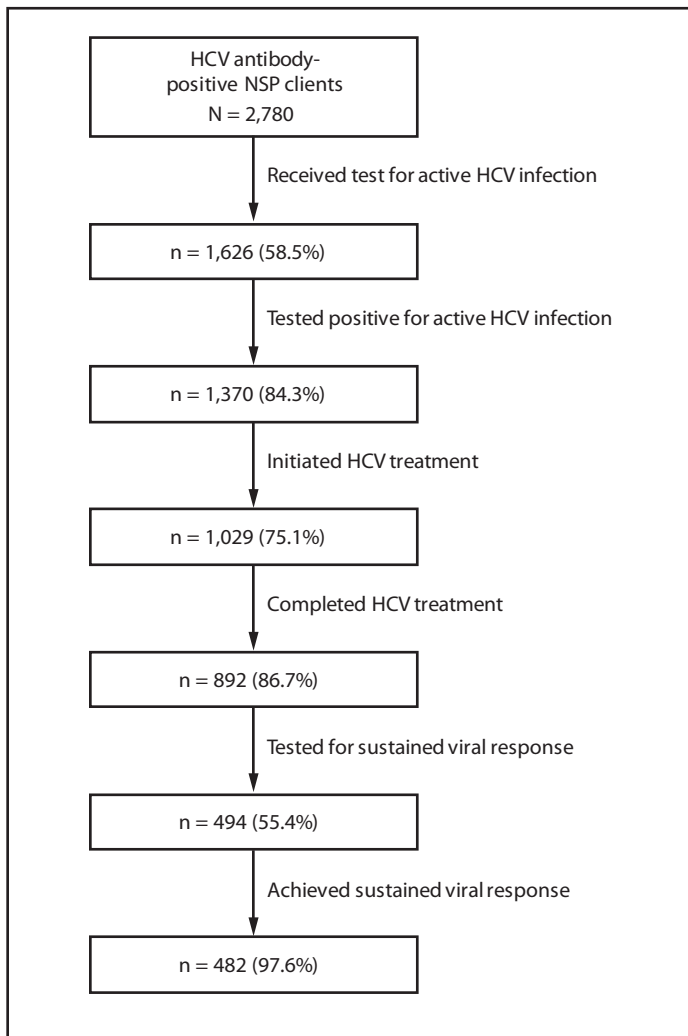 HCV antibody-
positive NSP clients
N = 2,780
Received test for active HCV infection
n = 1,626 (58.5%)
Tested positive for active HCV infection
n = 1,370 (84.3%)
Initiated HCV treatment
n = 1,029 (75.1%)
Completed HCV treatment
n = 892 (86.7%)
Tested for sustained viral response
n = 494 (55.4%)
Achieved sustained viral response
n = 482 (97.6%)